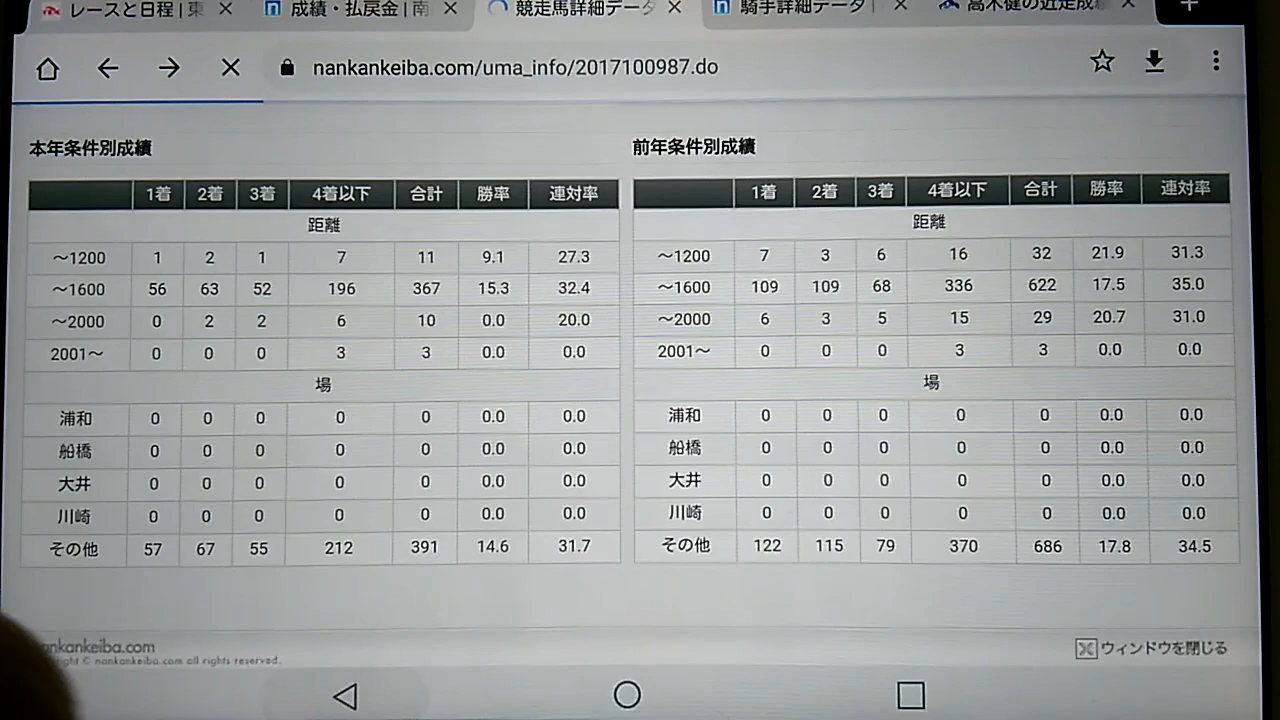 レースと日程 | 東
成績・払戻金 | 南
競走馬詳細データ
騎手詳細データ |
高木健の近走成績
nankankeiba.com/uma_info/2017100987.do
本年条件別成績
1着 2着 3着 4着以下 合計 勝率 連対率
距離
～1200 1 2 1 7 11 9.1 27.3
～1600 56 63 52 196 367 15.3 32.4
～2000 0 2 2 6 10 0.0 20.0
2001～ 0 0 0 3 3 0.0 0.0
場
浦和 0 0 0 0 0 0.0 0.0
船橋 0 0 0 0 0 0.0 0.0
大井 0 0 0 0 0 0.0 0.0
川崎 0 0 0 0 0 0.0 0.0
その他 57 67 55 212 391 14.6 31.7
前年条件別成績
1着 2着 3着 4着以下 合計 勝率 連対率
距離
～1200 7 3 6 16 32 21.9 31.3
～1600 109 109 68 336 622 17.5 35.0
～2000 6 3 5 15 29 20.7 31.0
2001～ 0 0 0 3 3 0.0 0.0
場
浦和 0 0 0 0 0 0.0 0.0
船橋 0 0 0 0 0 0.0 0.0
大井 0 0 0 0 0 0.0 0.0
川崎 0 0 0 0 0 0.0 0.0
その他 122 115 79 370 686 17.8 34.5
nkankeiba.com
ight © nankankeiba.com all rights reserved.
ウィンドウを閉じる